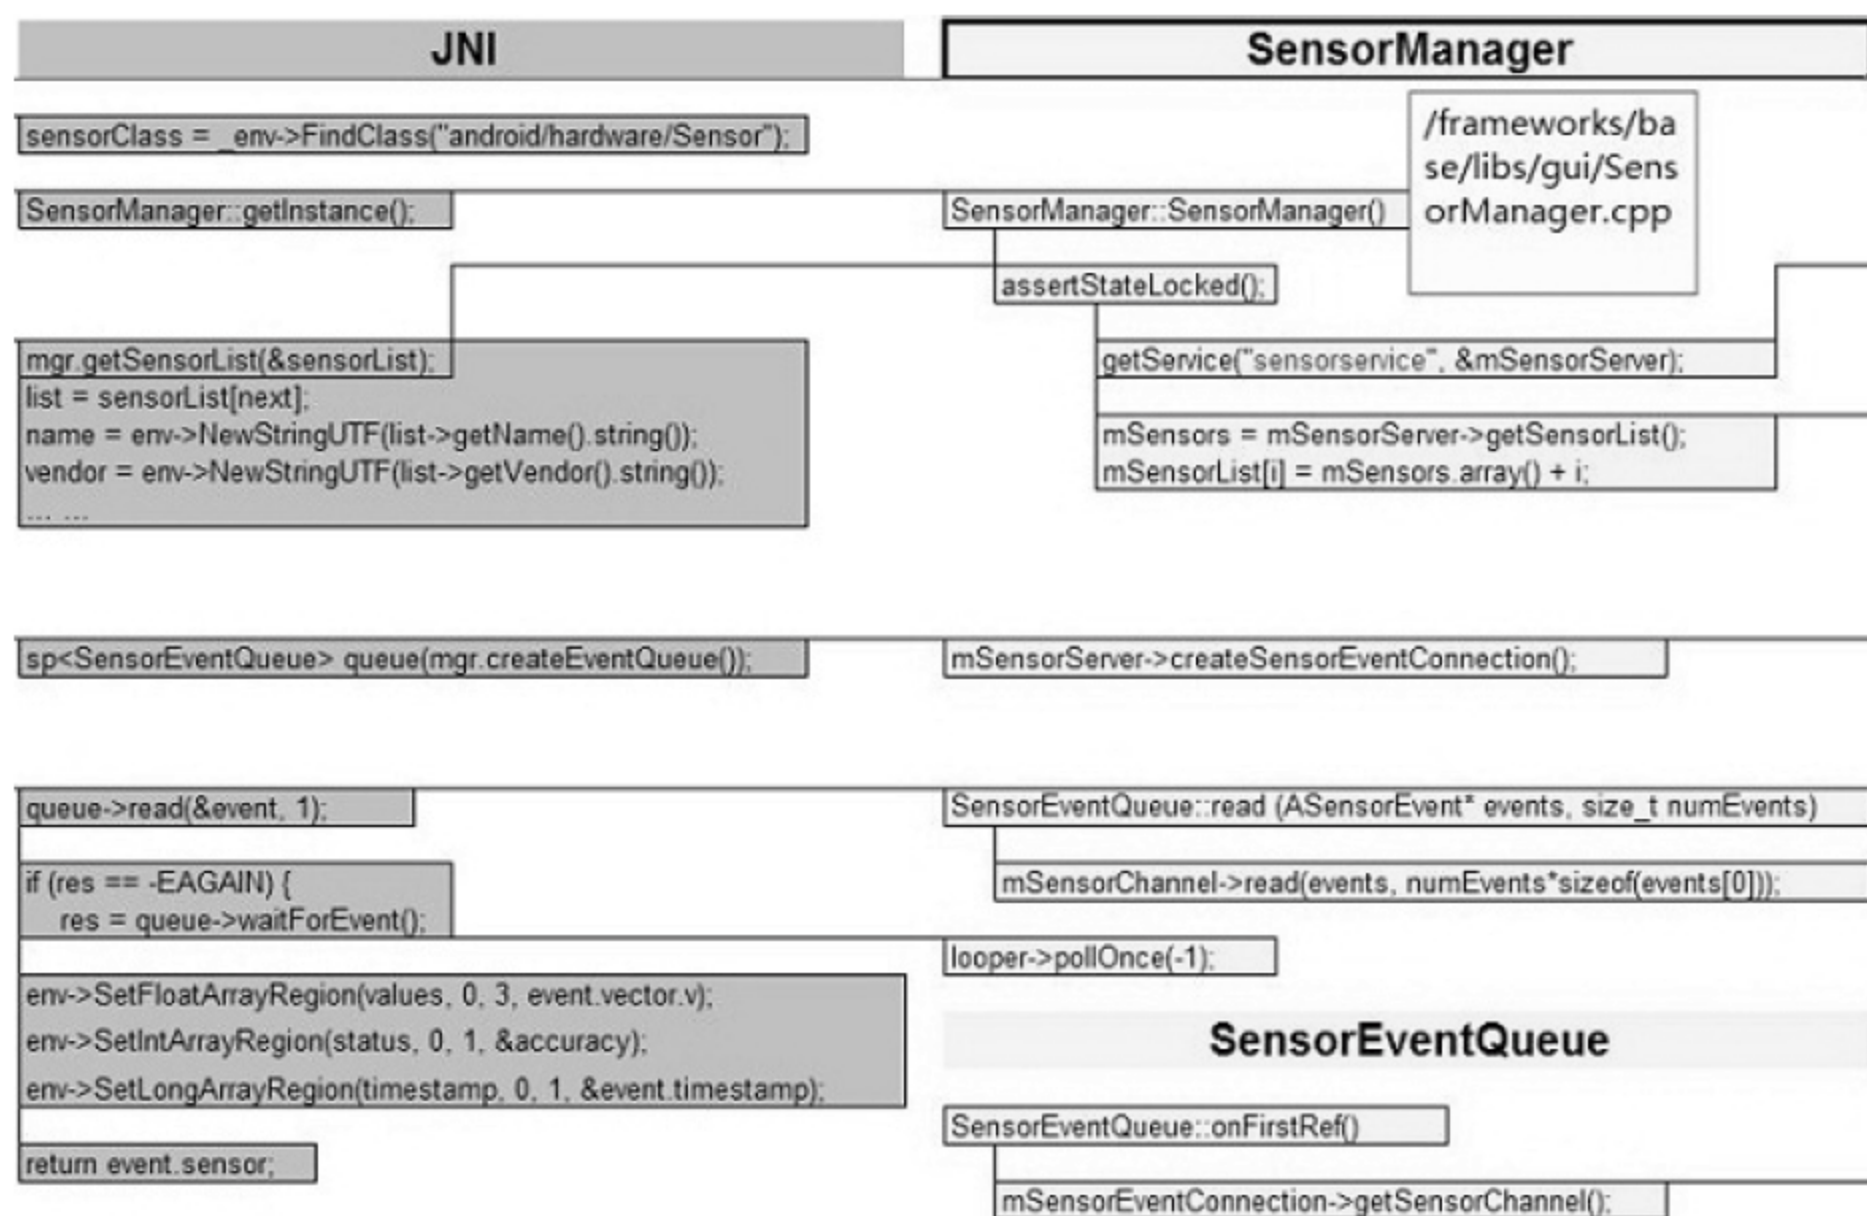 JNI
sensorClass = _env->FindClass("android/hardware/Sensor");
SensorManager::getInstance();
mgr.getSensorList(&sensorList);
list = sensorList[next];
name = env->NewStringUTF(list->getName().string());
vendor = env->NewStringUTF(list->getVendor().string());
... ...
sp<SensorEventQueue> queue(mgr.createEventQueue());
queue->read(&event, 1);
if (res == -EAGAIN) {
res = queue->waitForEvent();
env->SetFloatArrayRegion(values, 0, 3, event.vector.v);
env->SetIntArrayRegion(status, 0, 1, &accuracy);
env->SetLongArrayRegion(timestamp, 0, 1, &event.timestamp);
return event.sensor;
SensorManager
/frameworks/ba
se/libs/gui/Sens
orManager.cpp
SensorManager::SensorManager()
assertStateLocked();
getService("sensorservice", &mSensorServer);
mSensors = mSensorServer->getSensorList();
mSensorList[i] = mSensors.array() + i;
mSensorServer->createSensorEventConnection();
SensorEventQueue::read (ASensorEvent* events, size_t numEvents)
mSensorChannel->read(events, numEvents*sizeof(events[0]));
looper->pollOnce(-1);
SensorEventQueue
SensorEventQueue::onFirstRef()
mSensorEventConnection->getSensorChannel();